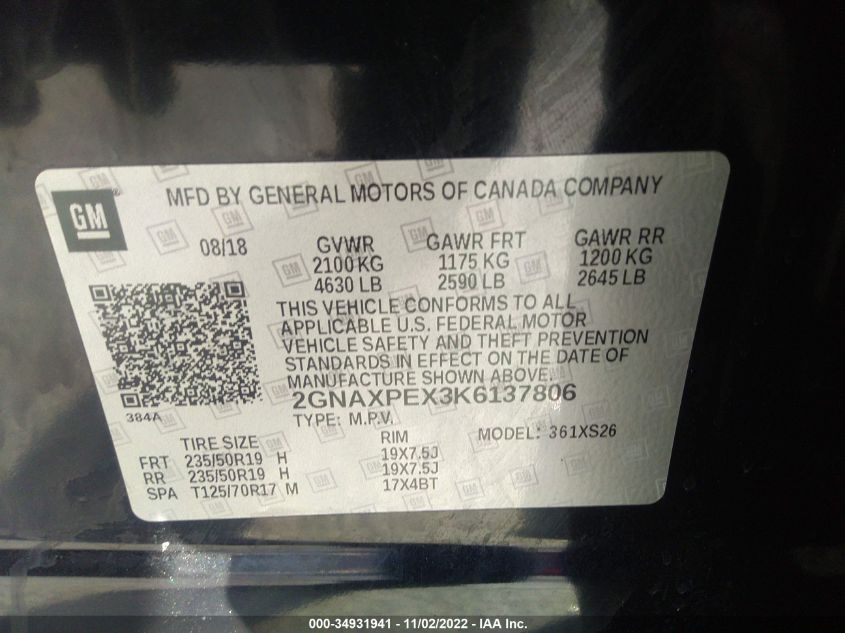 MFD BY GENERAL MOTORS OF CANADA COMPANY
GM
08/18 GVWR GAWR FRT GAWR RR
2100 KG 1175 KG 1200 KG
4630 LB 2590 LB 2645 LB
THIS VEHICLE CONFORMS TO ALL
APPLICABLE U.S. FEDERAL MOTOR
VEHICLE SAFETY AND THEFT PREVENTION
STANDARDS IN EFFECT ON THE DATE OF
MANUFACTURE SHOWN ABOVE.
2GNAXPEX3K6137806
384A
TYPE: M.P.V. MODEL: 361XS26
TIRE SIZE RIM
FRT 235/50R19 H 19X7.5J
RR 235/50R19 H 19X7.5J
SPA T125/70R17 M 17X4BT
000-34931941 - 11/02/2022 - IAA Inc.